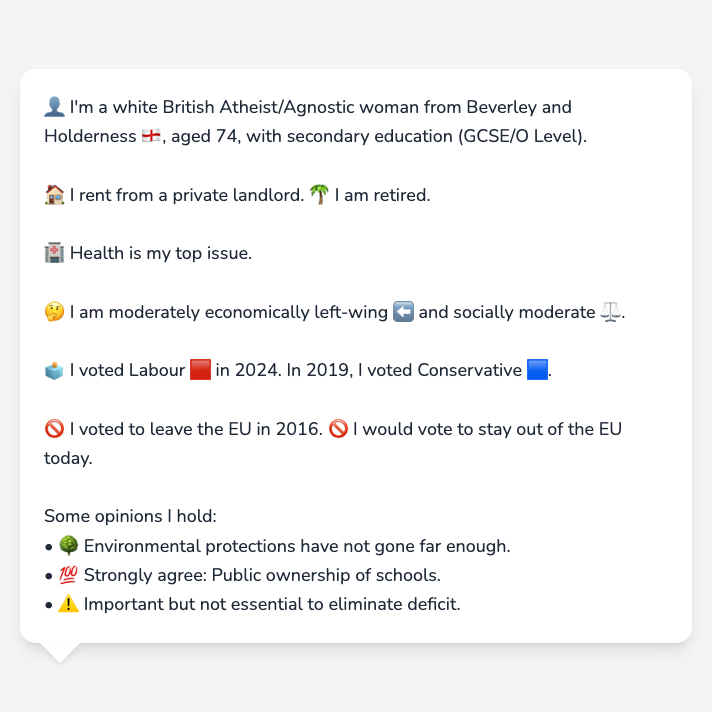 👤 I'm a white British Atheist/Agnostic woman from Beverley and
Holderness 🏴󠁧󠁢󠁥󠁮󠁧󠁿, aged 74, with secondary education (GCSE/O Level).
🏠 I rent from a private landlord. 🌴 I am retired.
🏥 Health is my top issue.
🤔 I am moderately economically left-wing ⬅️ and socially moderate ⚖️.
🗳️ I voted Labour 🟥 in 2024. In 2019, I voted Conservative 🟦.
🚫 I voted to leave the EU in 2016. 🚫 I would vote to stay out of the EU
today.
Some opinions I hold:
• 🌳 Environmental protections have not gone far enough.
• 💯 Strongly agree: Public ownership of schools.
• ⚠️ Important but not essential to eliminate deficit.